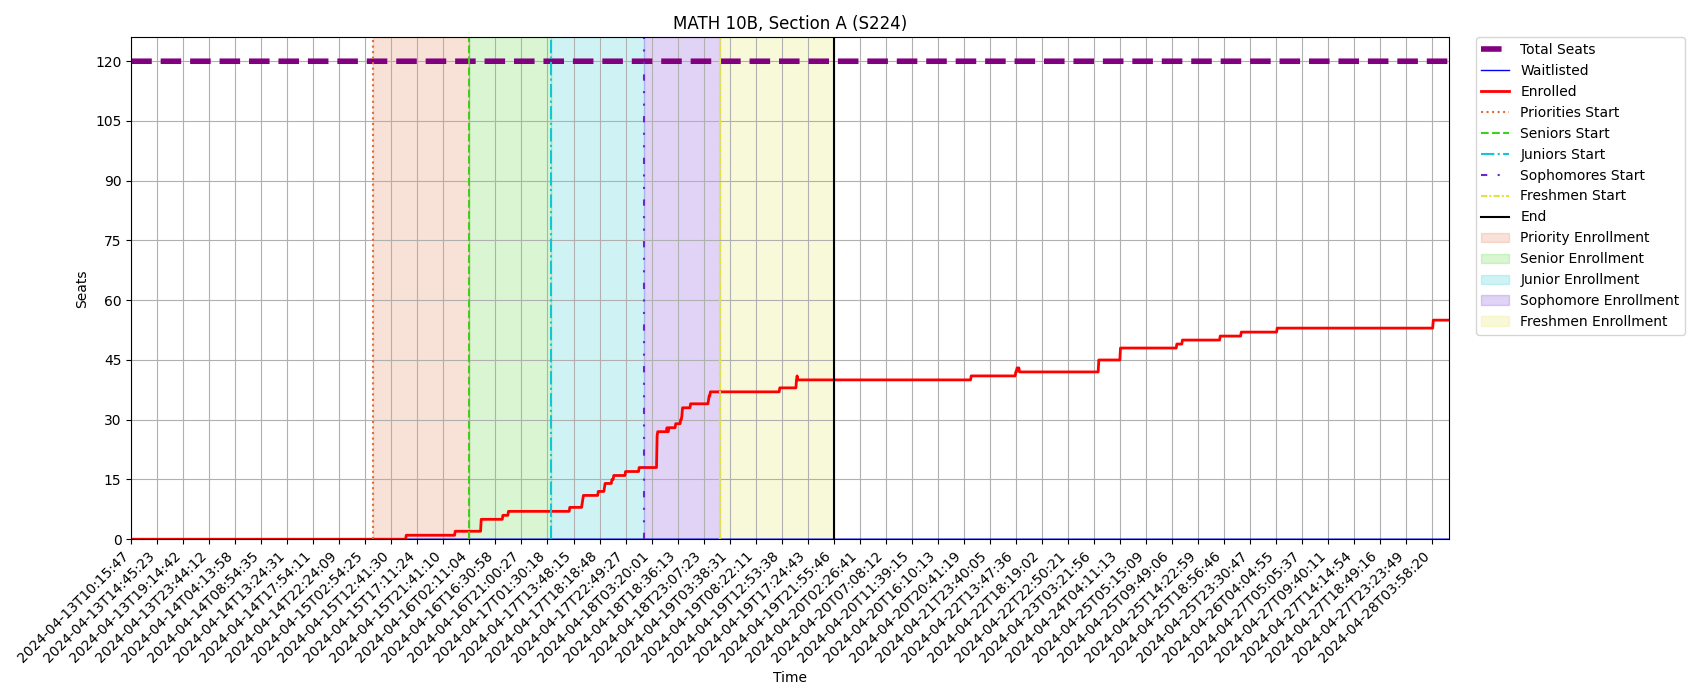 MATH 10B, Section A (S224)
Seats
120
105
90
75
60
45
30
15
0
2024-04-13T10:15:47
2024-04-13T14:45:23
2024-04-13T19:14:42
2024-04-13T23:44:12
2024-04-14T04:13:58
2024-04-14T08:54:35
2024-04-14T13:24:31
2024-04-14T17:54:11
2024-04-14T22:24:09
2024-04-15T02:54:25
2024-04-15T12:41:30
2024-04-15T17:11:24
2024-04-15T21:41:10
2024-04-16T02:11:04
2024-04-16T16:30:58
2024-04-16T21:00:27
2024-04-17T01:30:18
2024-04-17T13:48:15
2024-04-17T18:18:48
2024-04-17T22:49:27
2024-04-18T03:20:01
2024-04-18T18:36:13
2024-04-18T23:07:23
2024-04-19T03:38:31
2024-04-19T08:22:11
2024-04-19T12:53:38
2024-04-19T17:24:43
2024-04-19T21:55:46
2024-04-20T02:26:41
2024-04-20T07:08:12
2024-04-20T11:39:15
2024-04-20T16:10:13
2024-04-20T20:41:19
2024-04-21T23:40:05
2024-04-22T13:47:36
2024-04-22T18:19:02
2024-04-22T22:50:21
2024-04-23T03:21:56
2024-04-24T04:11:13
2024-04-25T05:15:09
2024-04-25T09:49:06
2024-04-25T14:22:59
2024-04-25T18:56:46
2024-04-25T23:30:47
2024-04-26T04:04:55
2024-04-27T05:05:37
2024-04-27T09:40:11
2024-04-27T14:14:54
2024-04-27T18:49:16
2024-04-27T23:23:49
2024-04-28T03:58:20
Time
Total Seats
Waitlisted
Enrolled
Priorities Start
Seniors Start
Juniors Start
Sophomores Start
Freshmen Start
End
Priority Enrollment
Senior Enrollment
Junior Enrollment
Sophomore Enrollment
Freshmen Enrollment